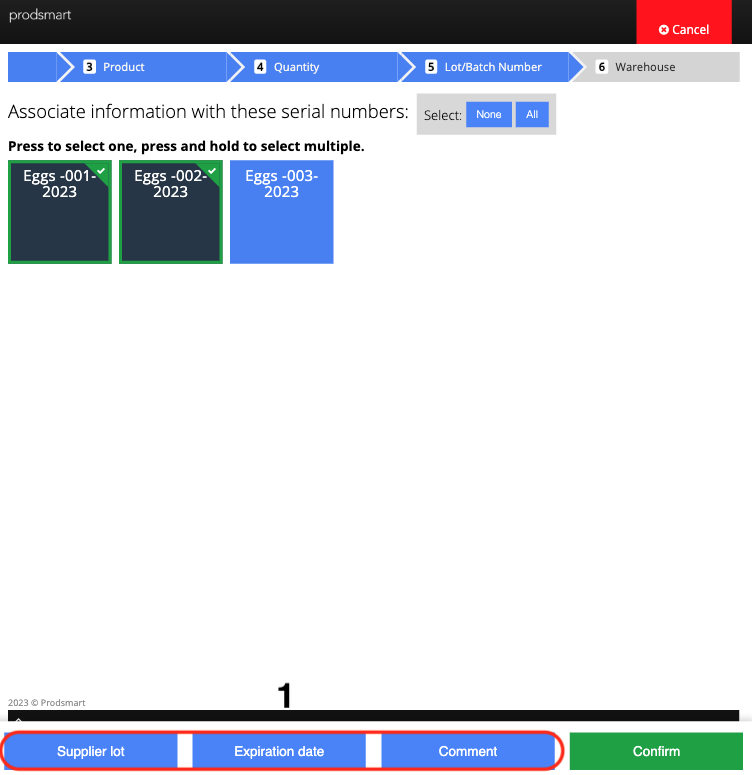 prodsmart
Cancel
3 Product
4 Quantity
5 Lot/Batch Number
6 Warehouse
Associate information with these serial numbers:
Select: None All
Press to select one, press and hold to select multiple.
Eggs -001-
2023
Eggs -002-
2023
Eggs -003-
2023
2023 © Prodsmart
1
Supplier lot
Expiration date
Comment
Confirm